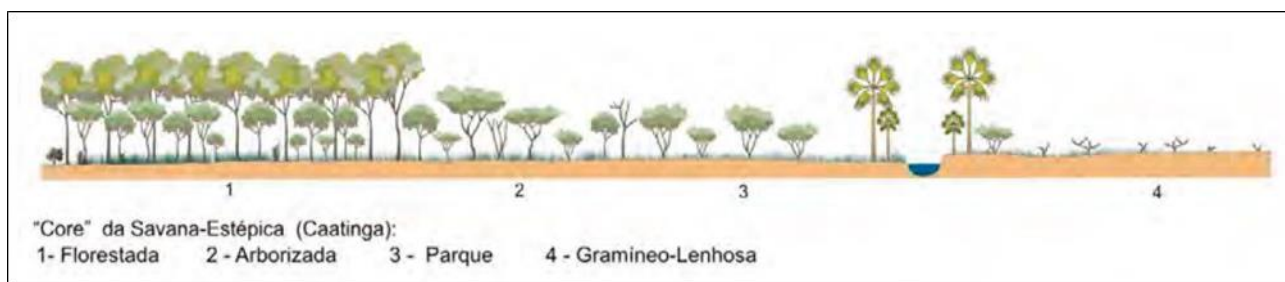 1 2 3 4
"Core" da Savana-Estépica (Caatinga):
1- Florestada 2 - Arborizada 3 - Parque 4 - Gramíneo-Lenhosa